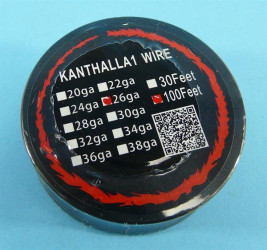 KANTHALLA1 WIRE
20ga 22ga 30Feet
24ga 26ga 100Feet
28ga 30ga
32ga 34ga
36ga 38ga